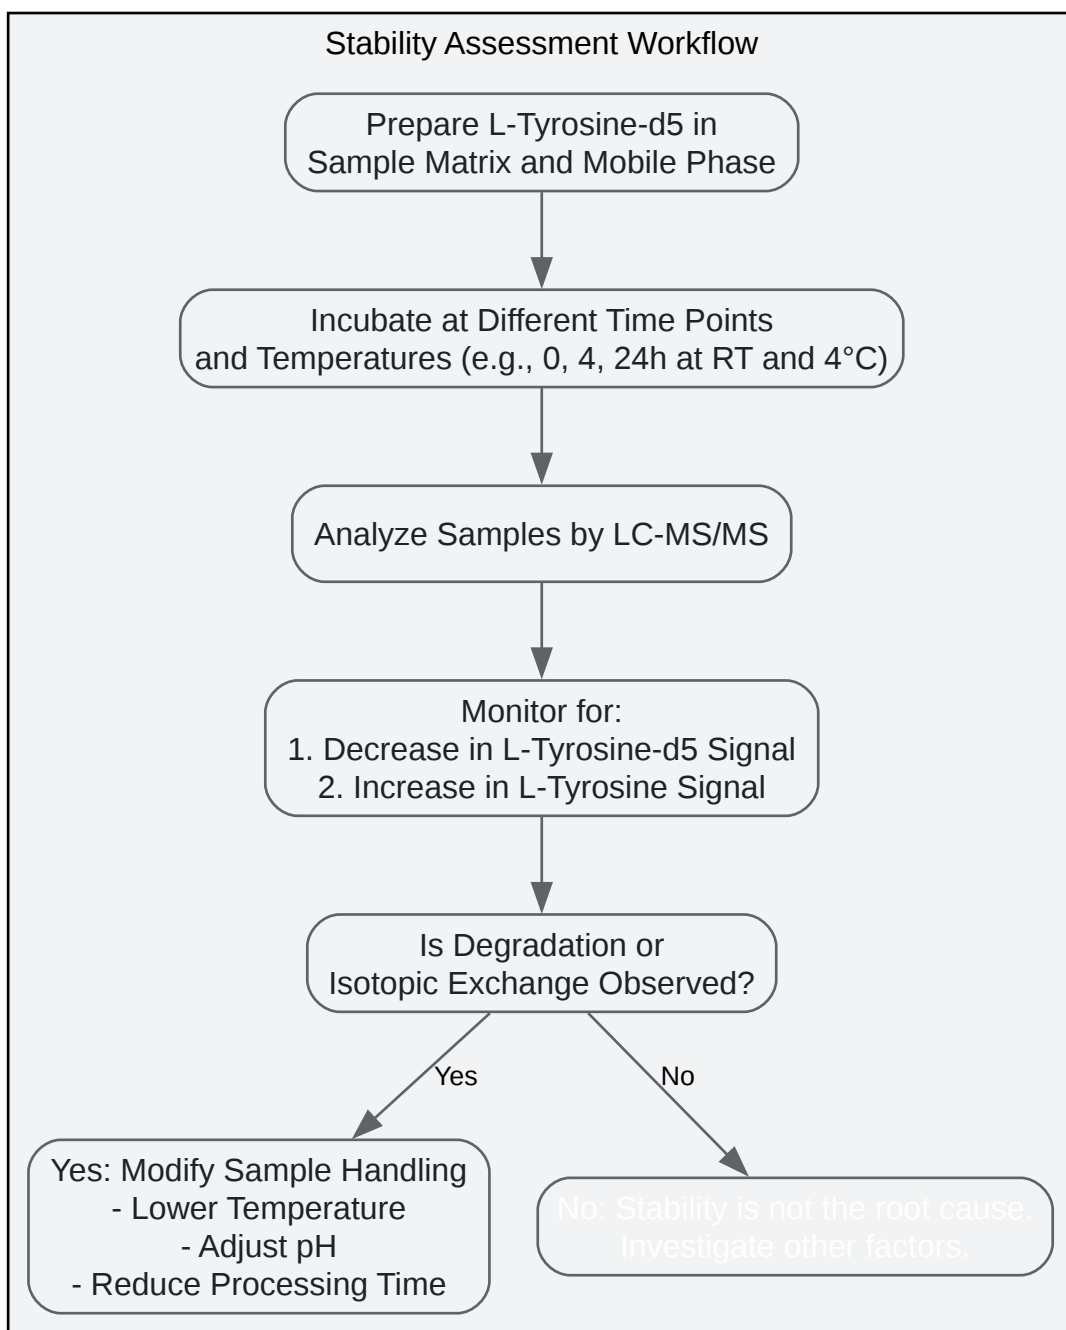 Stability Assessment Workflow
Prepare L-Tyrosine-d5 in
Sample Matrix and Mobile Phase
Incubate at Different Time Points
and Temperatures (e.g., 0, 4, 24h at RT and 4°C)
Analyze Samples by LC-MS/MS
Monitor for:
1. Decrease in L-Tyrosine-d5 Signal
2. Increase in L-Tyrosine Signal
Is Degradation or
Isotopic Exchange Observed?
Yes
No
Yes: Modify Sample Handling
- Lower Temperature
- Adjust pH
- Reduce Processing Time
No: Stability is not the root cause.
Investigate other factors.